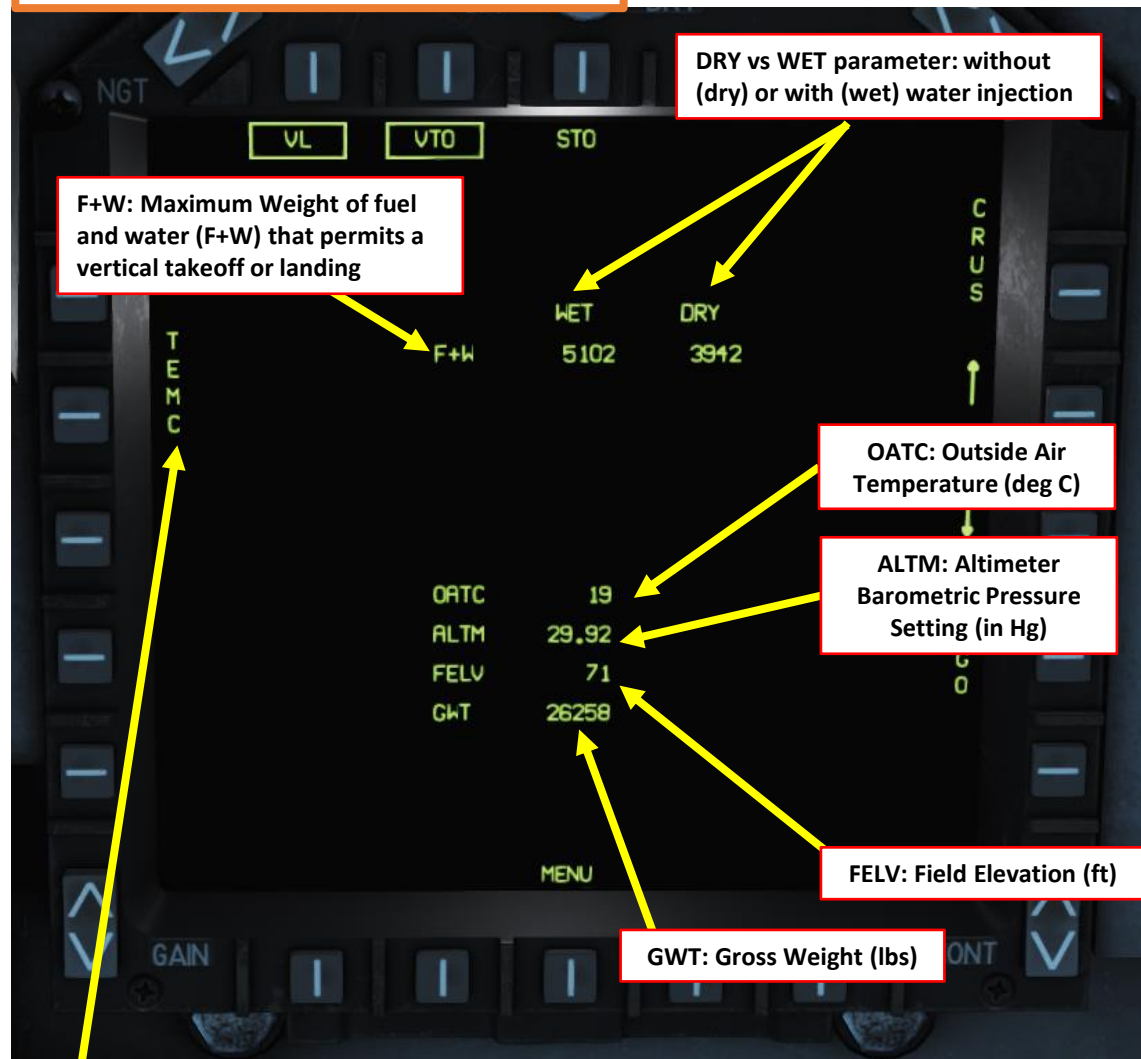 NGT
DRY vs WET parameter: without
(dry) or with (wet) water injection
VL VTO STO
F+W: Maximum Weight of fuel
and water (F+W) that permits a
vertical takeoff or landing
CRUS
WET DRY
F+W 5102 3942
TEMC
OATC: Outside Air
Temperature (deg C)
ALTM: Altimeter
Barometric Pressure
Setting (in Hg)
OATC 19
ALTM 29.92
FELV 71
GWT 26258
GO
MENU
FELV: Field Elevation (ft)
GWT: Gross Weight (lbs)
GAIN
ONT